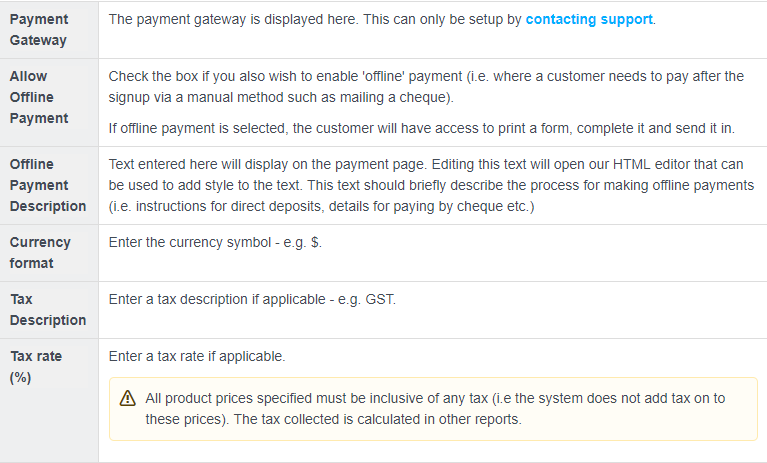 Payment Gateway
The payment gateway is displayed here. This can only be setup by contacting support.
Allow Offline Payment
Check the box if you also wish to enable 'offline' payment (i.e. where a customer needs to pay after the
signup via a manual method such as mailing a cheque).
If offline payment is selected, the customer will have access to print a form, complete it and send it in.
Offline Payment Description
Text entered here will display on the payment page. Editing this text will open our HTML editor that can
be used to add style to the text. This text should briefly describe the process for making offline payments
(i.e. instructions for direct deposits, details for paying by cheque etc.)
Currency format
Enter the currency symbol - e.g. $.
Tax Description
Enter a tax description if applicable - e.g. GST.
Tax rate (%)
Enter a tax rate if applicable.
All product prices specified must be inclusive of any tax (i.e the system does not add tax on to
these prices). The tax collected is calculated in other reports.